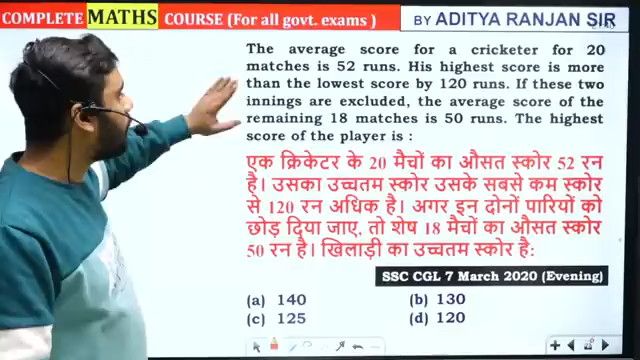 COMPLETE MATHS COURSE (For all govt. exams ) BY ADITYA RANJAN SIR
The average score for a cricketer for 20
matches is 52 runs. His highest score is more
than the lowest score by 120 runs. If these two
innings are excluded, the average score of the
remaining 18 matches is 50 runs. The highest
score of the player is :
एक क्रिकेटर के 20 मैचों का औसत स्कोर 52 रन
है। उसका उच्चतम स्कोर उसके सबसे कम स्कोर
से 120 रन अधिक है। अगर इन दोनों पारियों को
छोड़ दिया जाए, तो शेष 18 मैचों का औसत स्कोर
50 रन है। खिलाड़ी का उच्चतम स्कोर है:
SSC CGL 7 March 2020 (Evening)
(a) 140 (b) 130
(c) 125 (d) 120